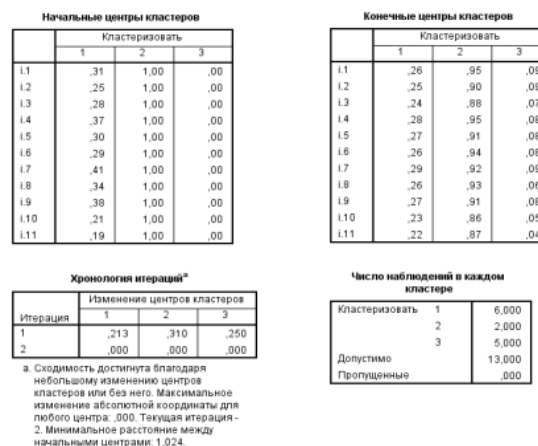 Начальные центры кластеров
Кластеризовать
1 2 3
i.1 ,31 1,00 ,00
i.2 ,25 1,00 ,00
i.3 ,28 1,00 ,00
i.4 ,37 1,00 ,00
i.5 ,30 1,00 ,00
i.6 ,29 1,00 ,00
i.7 ,41 1,00 ,00
i.8 ,34 1,00 ,00
i.9 ,38 1,00 ,00
i.10 ,21 1,00 ,00
i.11 ,19 1,00 ,00
Конечные центры кластеров
Кластеризовать
1 2 3
i.1 ,26 ,95 ,09
i.2 ,25 ,90 ,09
i.3 ,24 ,88 ,07
i.4 ,28 ,95 ,08
i.5 ,27 ,91 ,08
i.6 ,26 ,94 ,08
i.7 ,29 ,92 ,09
i.8 ,26 ,93 ,06
i.9 ,27 ,91 ,08
i.10 ,23 ,86 ,05
i.11 ,22 ,87 ,04
Хронология итераций a
Изменение центров кластеров
Итерация 1 2 3
1 ,213 ,310 ,250
2 ,000 ,000 ,000
a. Сходимость достигнута благодаря
небольшому изменению центров
кластеров или без него. Максимальное
изменение абсолютной координаты для
любого центра: ,000. Текущая итерация -
2. Минимальное расстояние между
начальными центрами: 1,024.
Число наблюдений в каждом
кластере
Кластеризовать 1 6,000
2 2,000
3 5,000
Допустимо 13,000
Пропущенные ,000